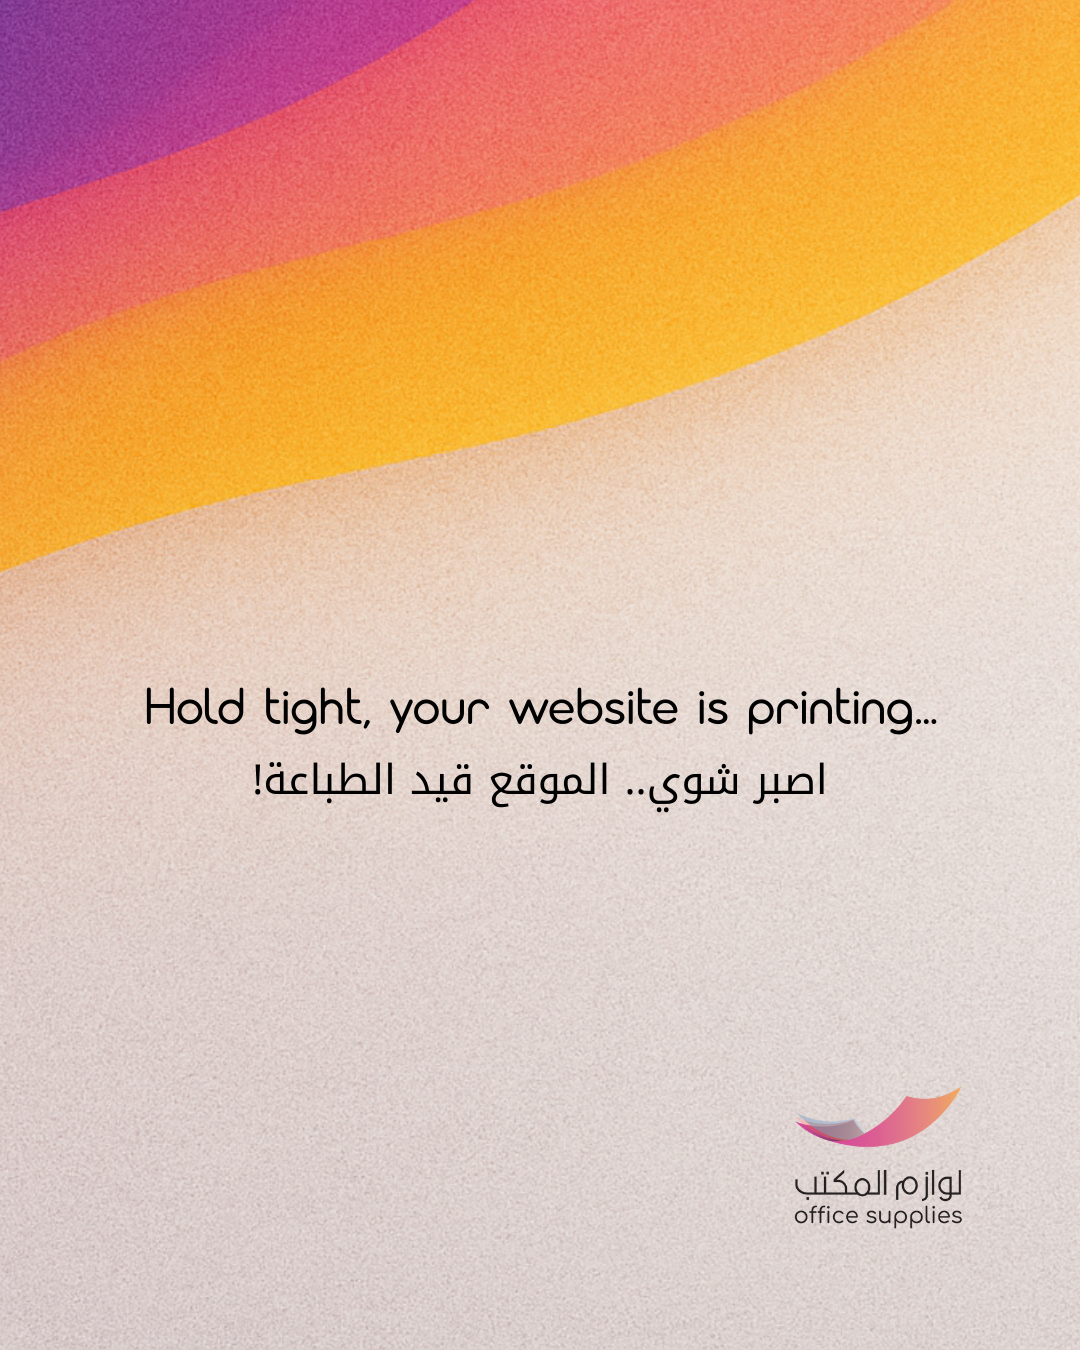 Hold tight, your website is printing...
اصبر شوي.. الموقع قيد الطباعة!
لوازم المكتب
office supplies